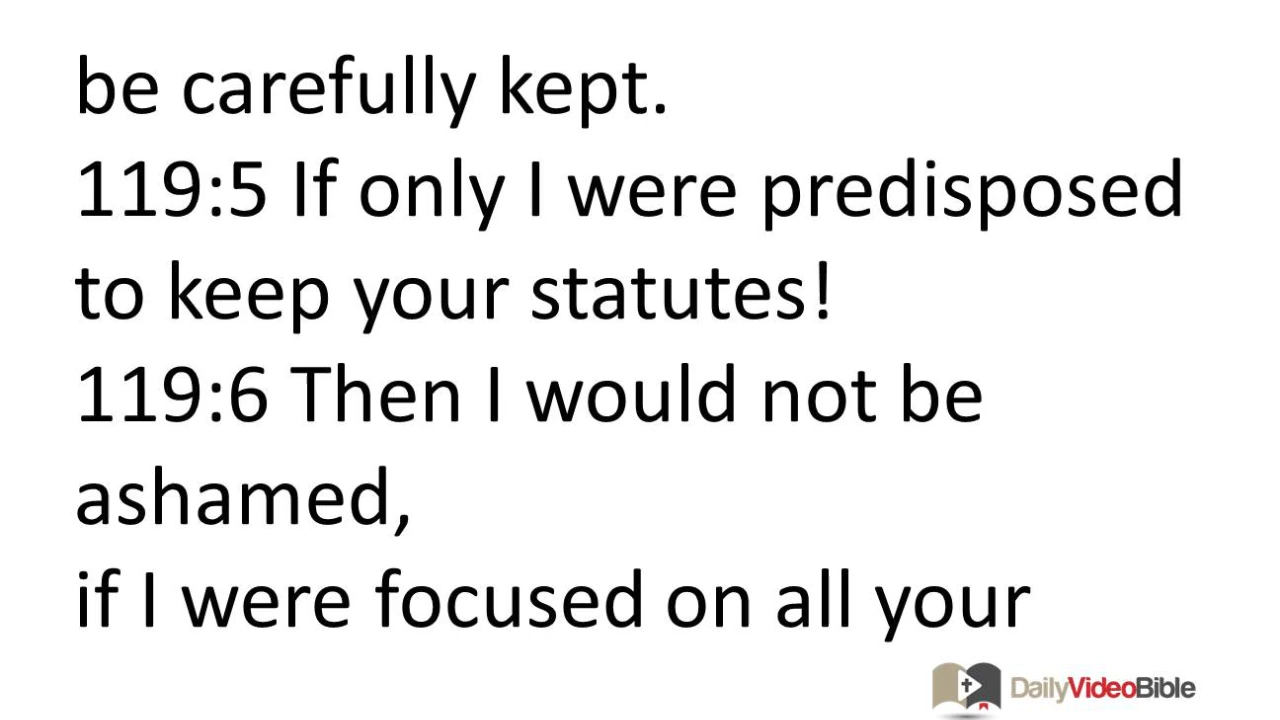 be carefully kept.
119:5 If only I were predisposed
to keep your statutes!
119:6 Then I would not be
ashamed,
if I were focused on all your
DailyVideoBible